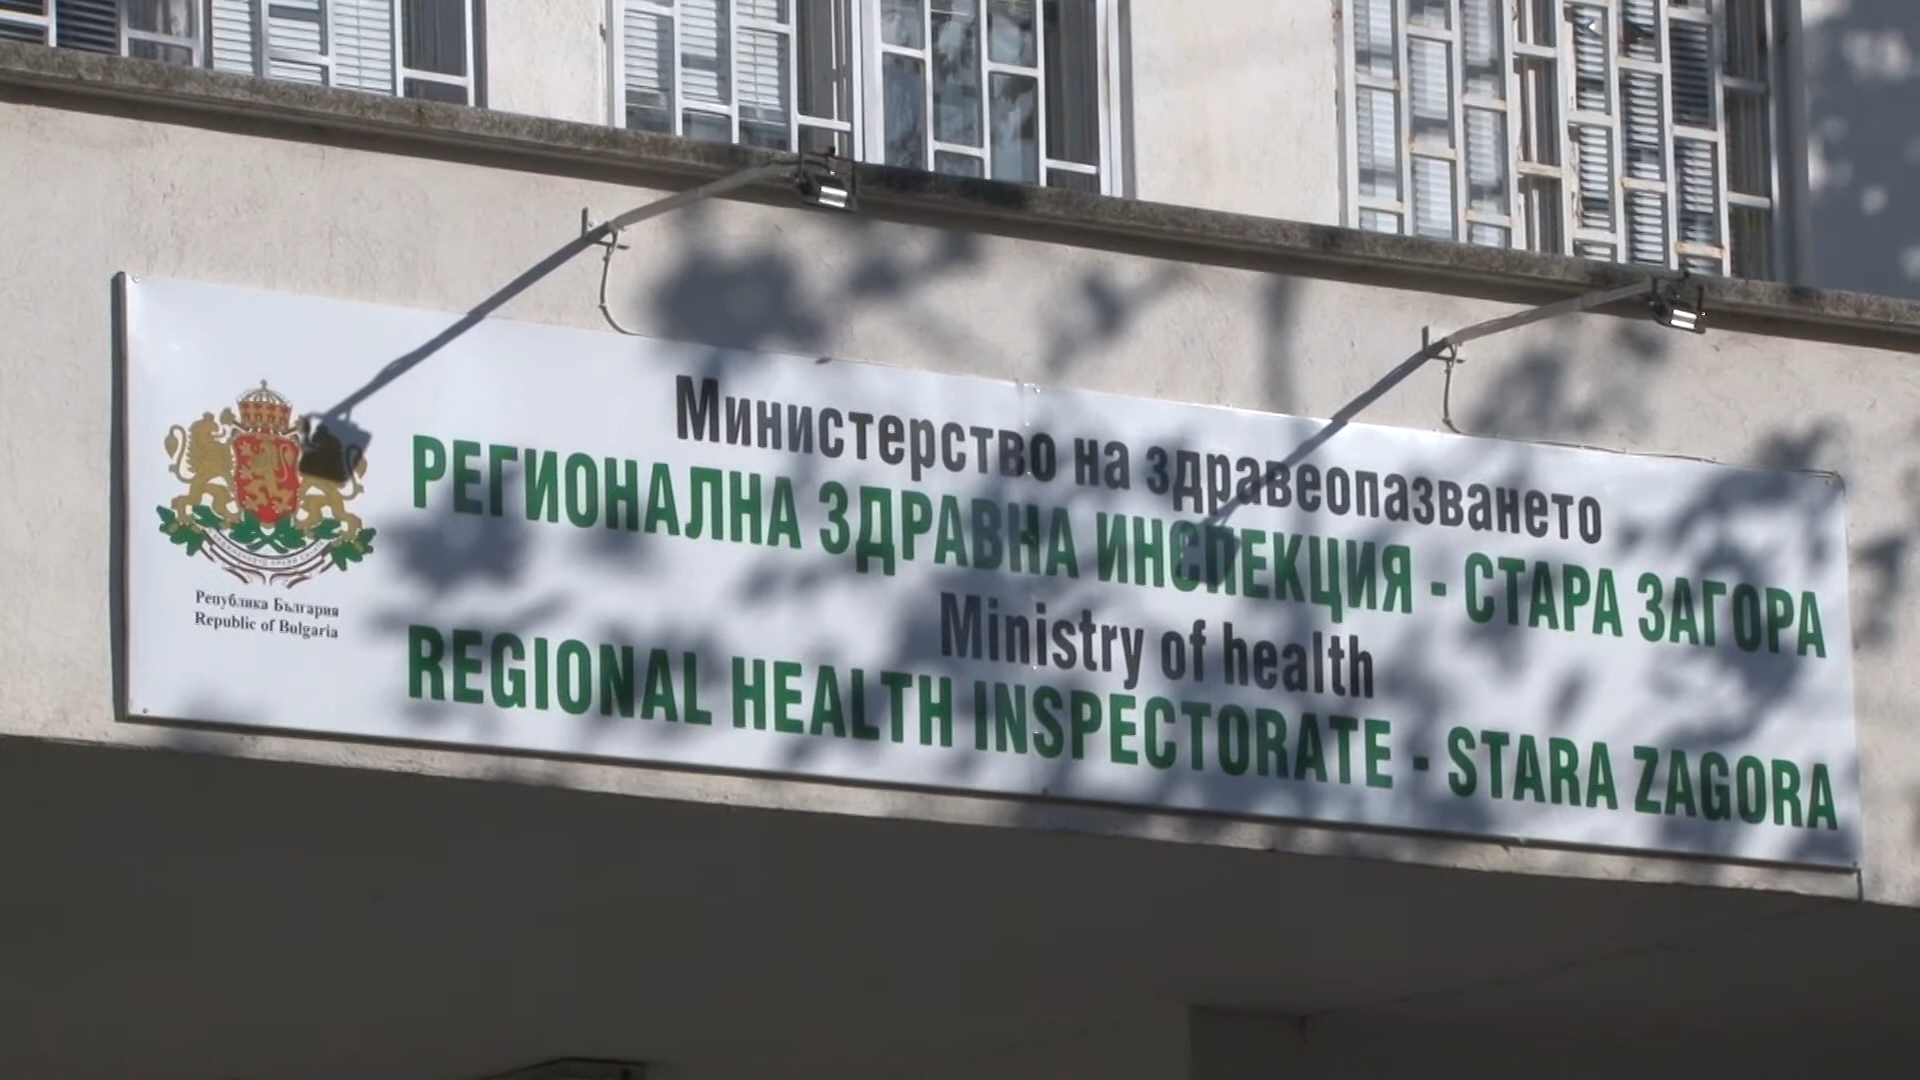 Министерство на здравеопазването
РЕГИОНАЛНА ЗДРАВНА ИНСПЕКЦИЯ - СТАРА ЗАГОРА
Ministry of health
REGIONAL HEALTH INSPECTORATE - STARA ZAGORA
Република България
Republic of Bulgaria